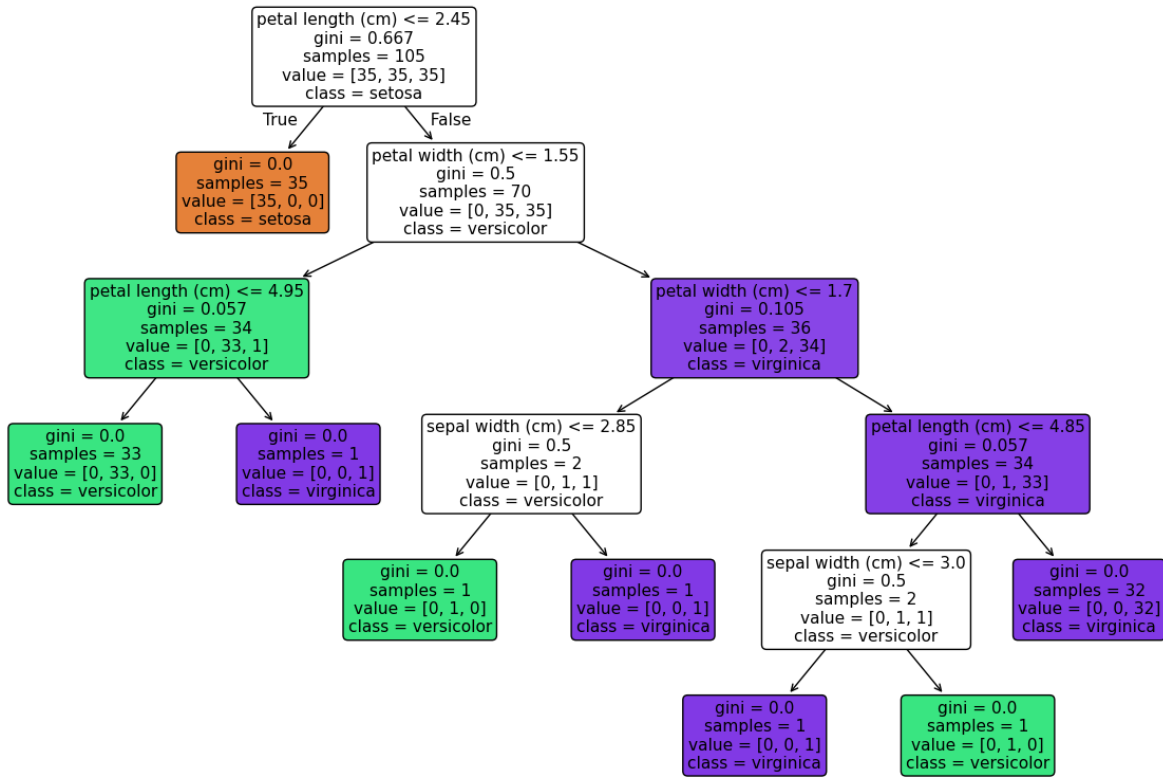 petal length (cm) <= 2.45
gini = 0.667
samples = 105
value = [35, 35, 35]
class = setosa
True
False
gini = 0.0
samples = 35
value = [35, 0, 0]
class = setosa
petal width (cm) <= 1.55
gini = 0.5
samples = 70
value = [0, 35, 35]
class = versicolor
petal length (cm) <= 4.95
gini = 0.057
samples = 34
value = [0, 33, 1]
class = versicolor
petal width (cm) <= 1.7
gini = 0.105
samples = 36
value = [0, 2, 34]
class = virginica
gini = 0.0
samples = 33
value = [0, 33, 0]
class = versicolor
gini = 0.0
samples = 1
value = [0, 0, 1]
class = virginica
sepal width (cm) <= 2.85
gini = 0.5
samples = 2
value = [0, 1, 1]
class = versicolor
petal length (cm) <= 4.85
gini = 0.057
samples = 34
value = [0, 1, 33]
class = virginica
gini = 0.0
samples = 1
value = [0, 1, 0]
class = versicolor
gini = 0.0
samples = 1
value = [0, 0, 1]
class = virginica
sepal width (cm) <= 3.0
gini = 0.5
samples = 2
value = [0, 1, 1]
class = versicolor
gini = 0.0
samples = 32
value = [0, 0, 32]
class = virginica
gini = 0.0
samples = 1
value = [0, 0, 1]
class = virginica
gini = 0.0
samples = 1
value = [0, 1, 0]
class = versicolor